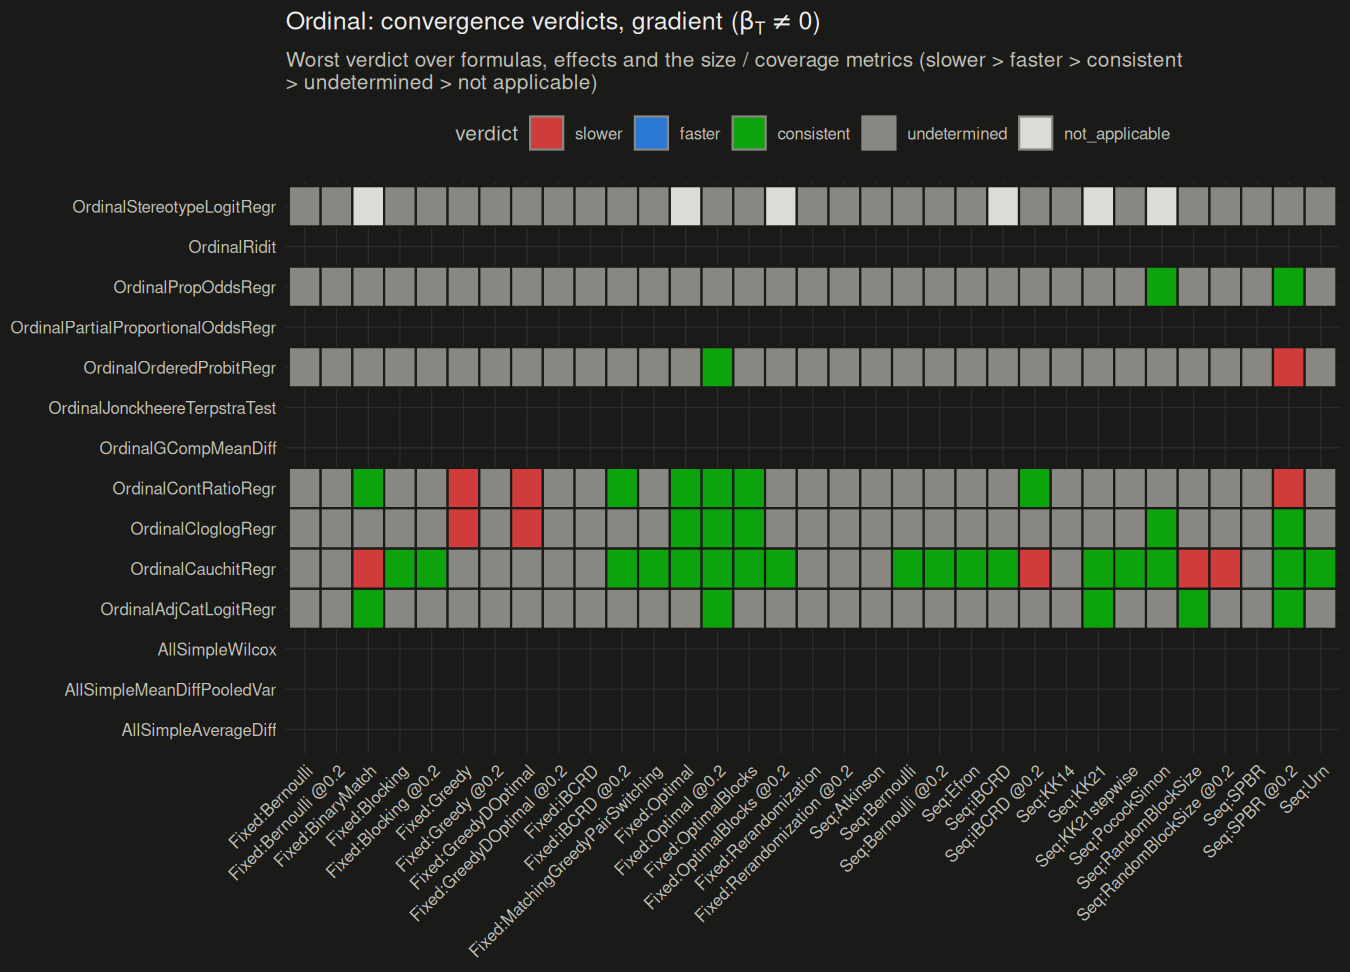 Ordinal: convergence verdicts, gradient (βT ≠ 0)
Worst verdict over formulas, effects and the size / coverage metrics (slower > faster > consistent
> undetermined > not applicable)
verdict slower faster consistent undetermined not_applicable
OrdinalStereotypeLogitRegr
OrdinalRidit
OrdinalPropOddsRegr
OrdinalPartialProportionalOddsRegr
OrdinalOrderedProbitRegr
OrdinalJonckheereTerpstraTest
OrdinalGCompMeanDiff
OrdinalContRatioRegr
OrdinalCloglogRegr
OrdinalCauchitRegr
OrdinalAdjCatLogitRegr
AllSimpleWilcox
AllSimpleMeanDiffPooledVar
AllSimpleAverageDiff
Fixed:Bernoulli
Fixed:Bernoulli @0.2
Fixed:BinaryMatch
Fixed:Blocking
Fixed:Blocking @0.2
Fixed:Greedy
Fixed:Greedy @0.2
Fixed:GreedyDOptimal
Fixed:GreedyDOptimal @0.2
Fixed:iBCRD
Fixed:iBCRD @0.2
Fixed:MatchingGreedyPairSwitching
Fixed:Optimal
Fixed:Optimal @0.2
Fixed:OptimalBlocks
Fixed:OptimalBlocks @0.2
Fixed:Rerandomization
Fixed:Rerandomization @0.2
Seq:Atkinson
Seq:Bernoulli
Seq:Bernoulli @0.2
Seq:Efron
Seq:iBCRD
Seq:iBCRD @0.2
Seq:KK14
Seq:KK21
Seq:KK21stepwise
Seq:PocockSimon
Seq:RandomBlockSize
Seq:RandomBlockSize @0.2
Seq:SPBR
Seq:SPBR @0.2
Seq:Urn